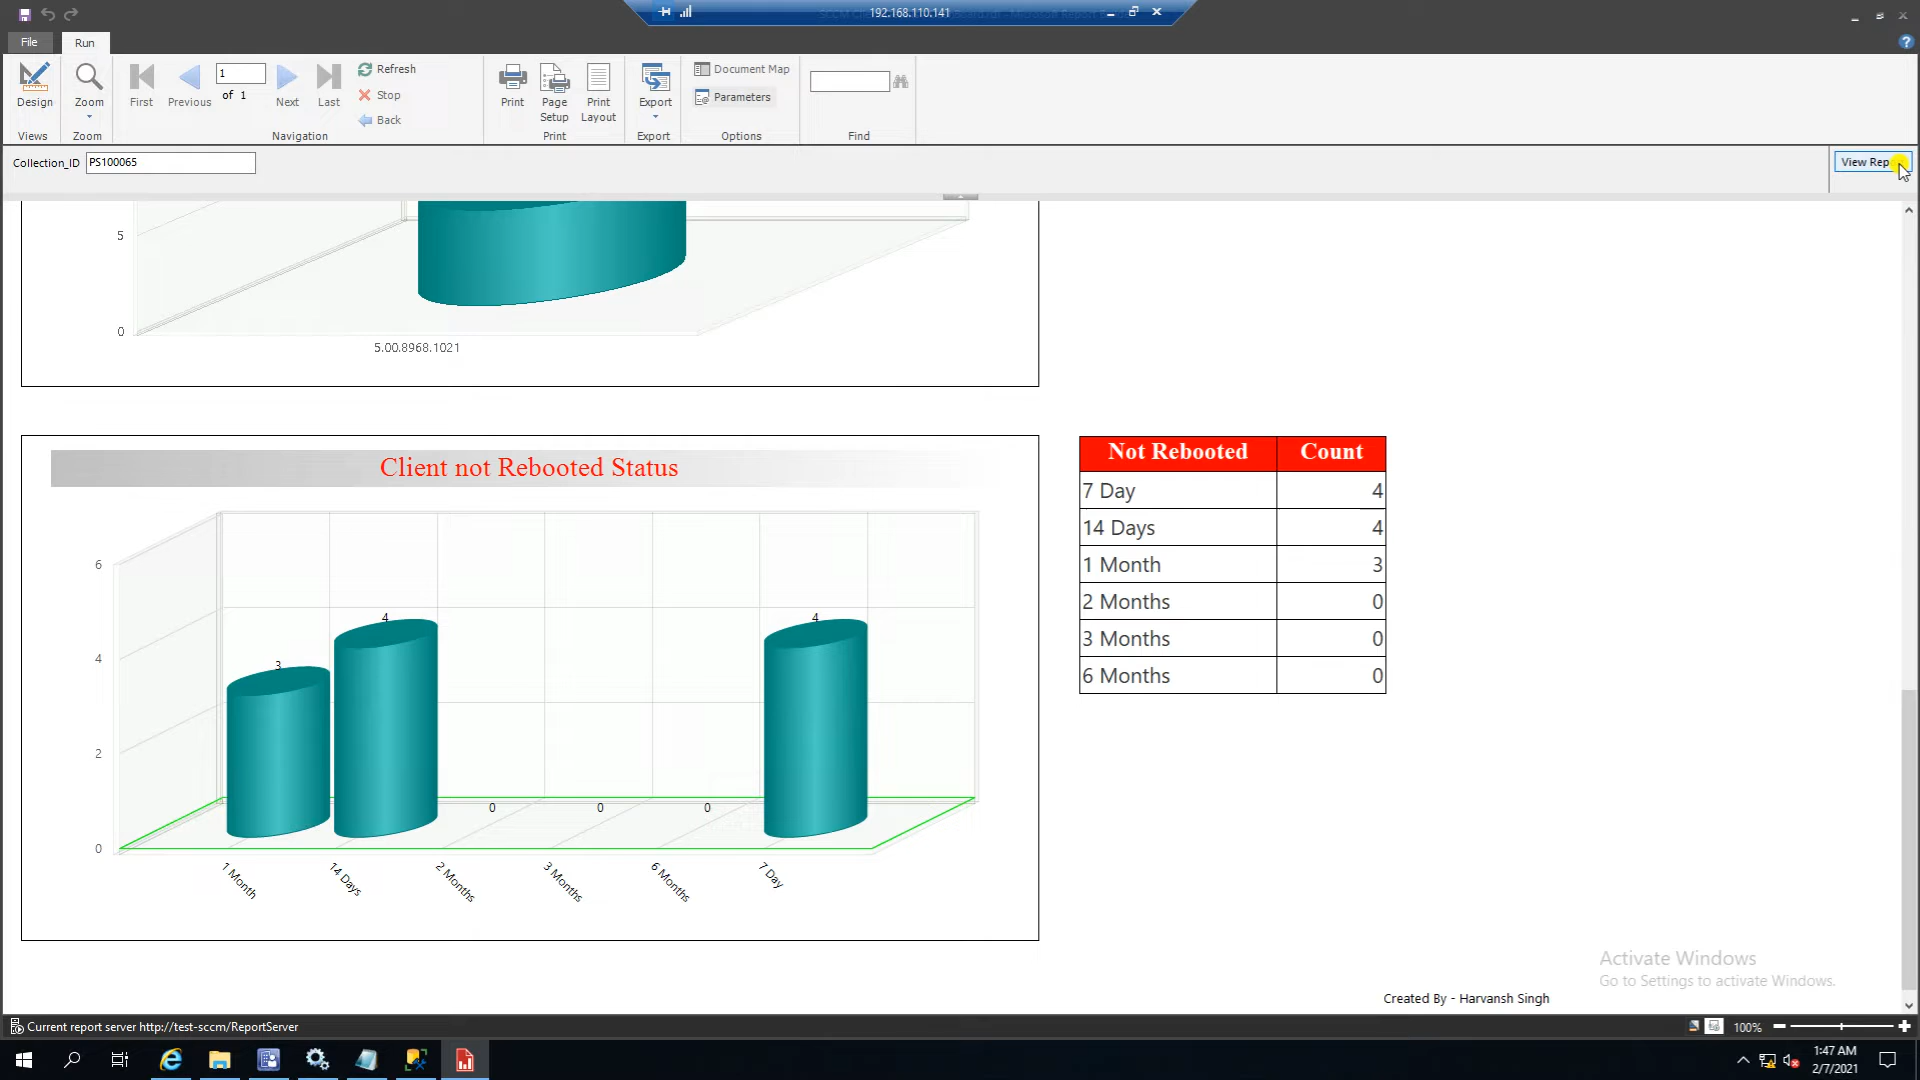 192.168.110.141
File
Run
Design
Zoom
First
Previous
1
of 1
Next
Last
Refresh
Stop
Back
Print
Page Setup
Print Layout
Export
Document Map
Parameters
Views
Zoom
Navigation
Print
Export
Options
Find
Collection_ID PS100065
View Rep
5
0
5.00.8968.1021
Client not Rebooted Status
6
4
2
0
3
4
0
0
0
4
1 Month
14 Days
2 Months
3 Months
6 Months
7 Day
Not Rebooted Count
7 Day 4
14 Days 4
1 Month 3
2 Months 0
3 Months 0
6 Months 0
Activate Windows
Go to Settings to activate Windows.
Created By - Harvansh Singh
Current report server http://test-sccm/ReportServer
100%
1:47 AM
2/7/2021